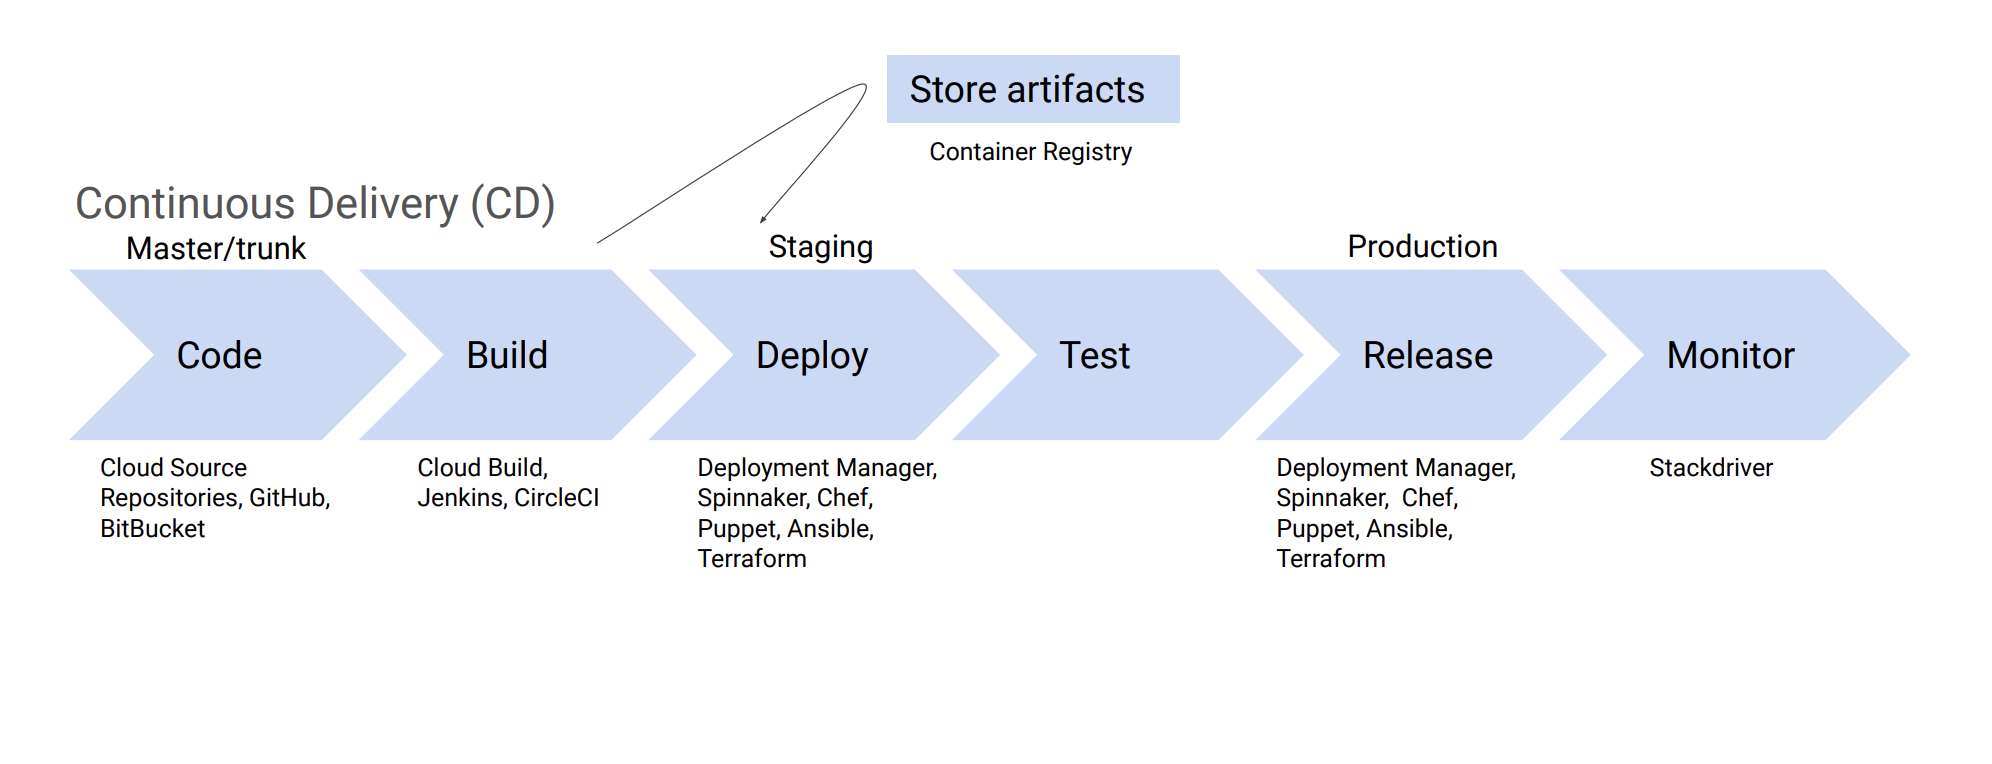 Store artifacts
Container Registry
Continuous Delivery (CD)
Master/trunk
Staging
Production
Code
Build
Deploy
Test
Release
Monitor
Cloud Source
Repositories, GitHub,
BitBucket
Cloud Build,
Jenkins, CircleCI
Deployment Manager,
Spinnaker, Chef,
Puppet, Ansible,
Terraform
Deployment Manager,
Spinnaker,  Chef,
Puppet, Ansible,
Terraform
Stackdriver